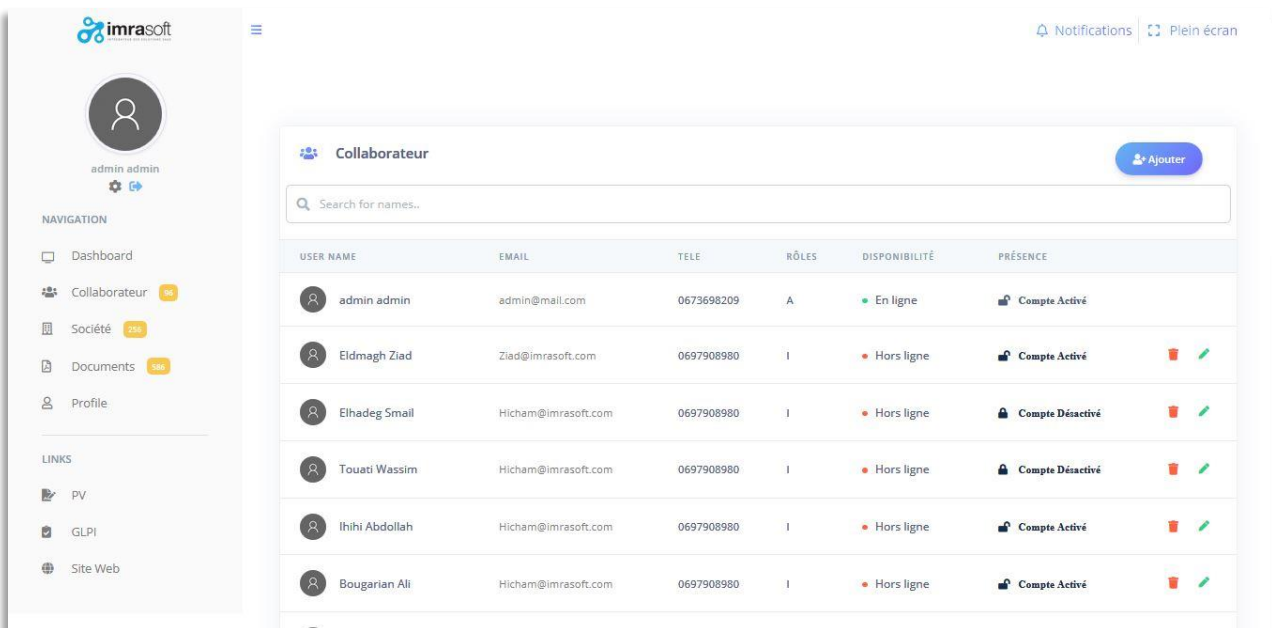 imrasoft
Notifications
Plein écran
admin admin
NAVIGATION
Dashboard
Collaborateur 96
Société 256
Documents 586
Profile
LINKS
PV
GLPI
Site Web
Collaborateur
Ajouter
Search for names..
USER NAME EMAIL TELE RÔLES DISPONIBILITÉ PRÉSENCE
admin admin admin@mail.com 0673698209 A En ligne Compte Activé
Eldmagh Ziad Ziad@imrasoft.com 0697908980 I Hors ligne Compte Activé
Elhadeg Smail Hicham@imrasoft.com 0697908980 I Hors ligne Compte Désactivé
Touati Wassim Hicham@imrasoft.com 0697908980 I Hors ligne Compte Désactivé
Ihihi Abdollah Hicham@imrasoft.com 0697908980 I Hors ligne Compte Activé
Bougarian Ali Hicham@imrasoft.com 0697908980 I Hors ligne Compte Activé